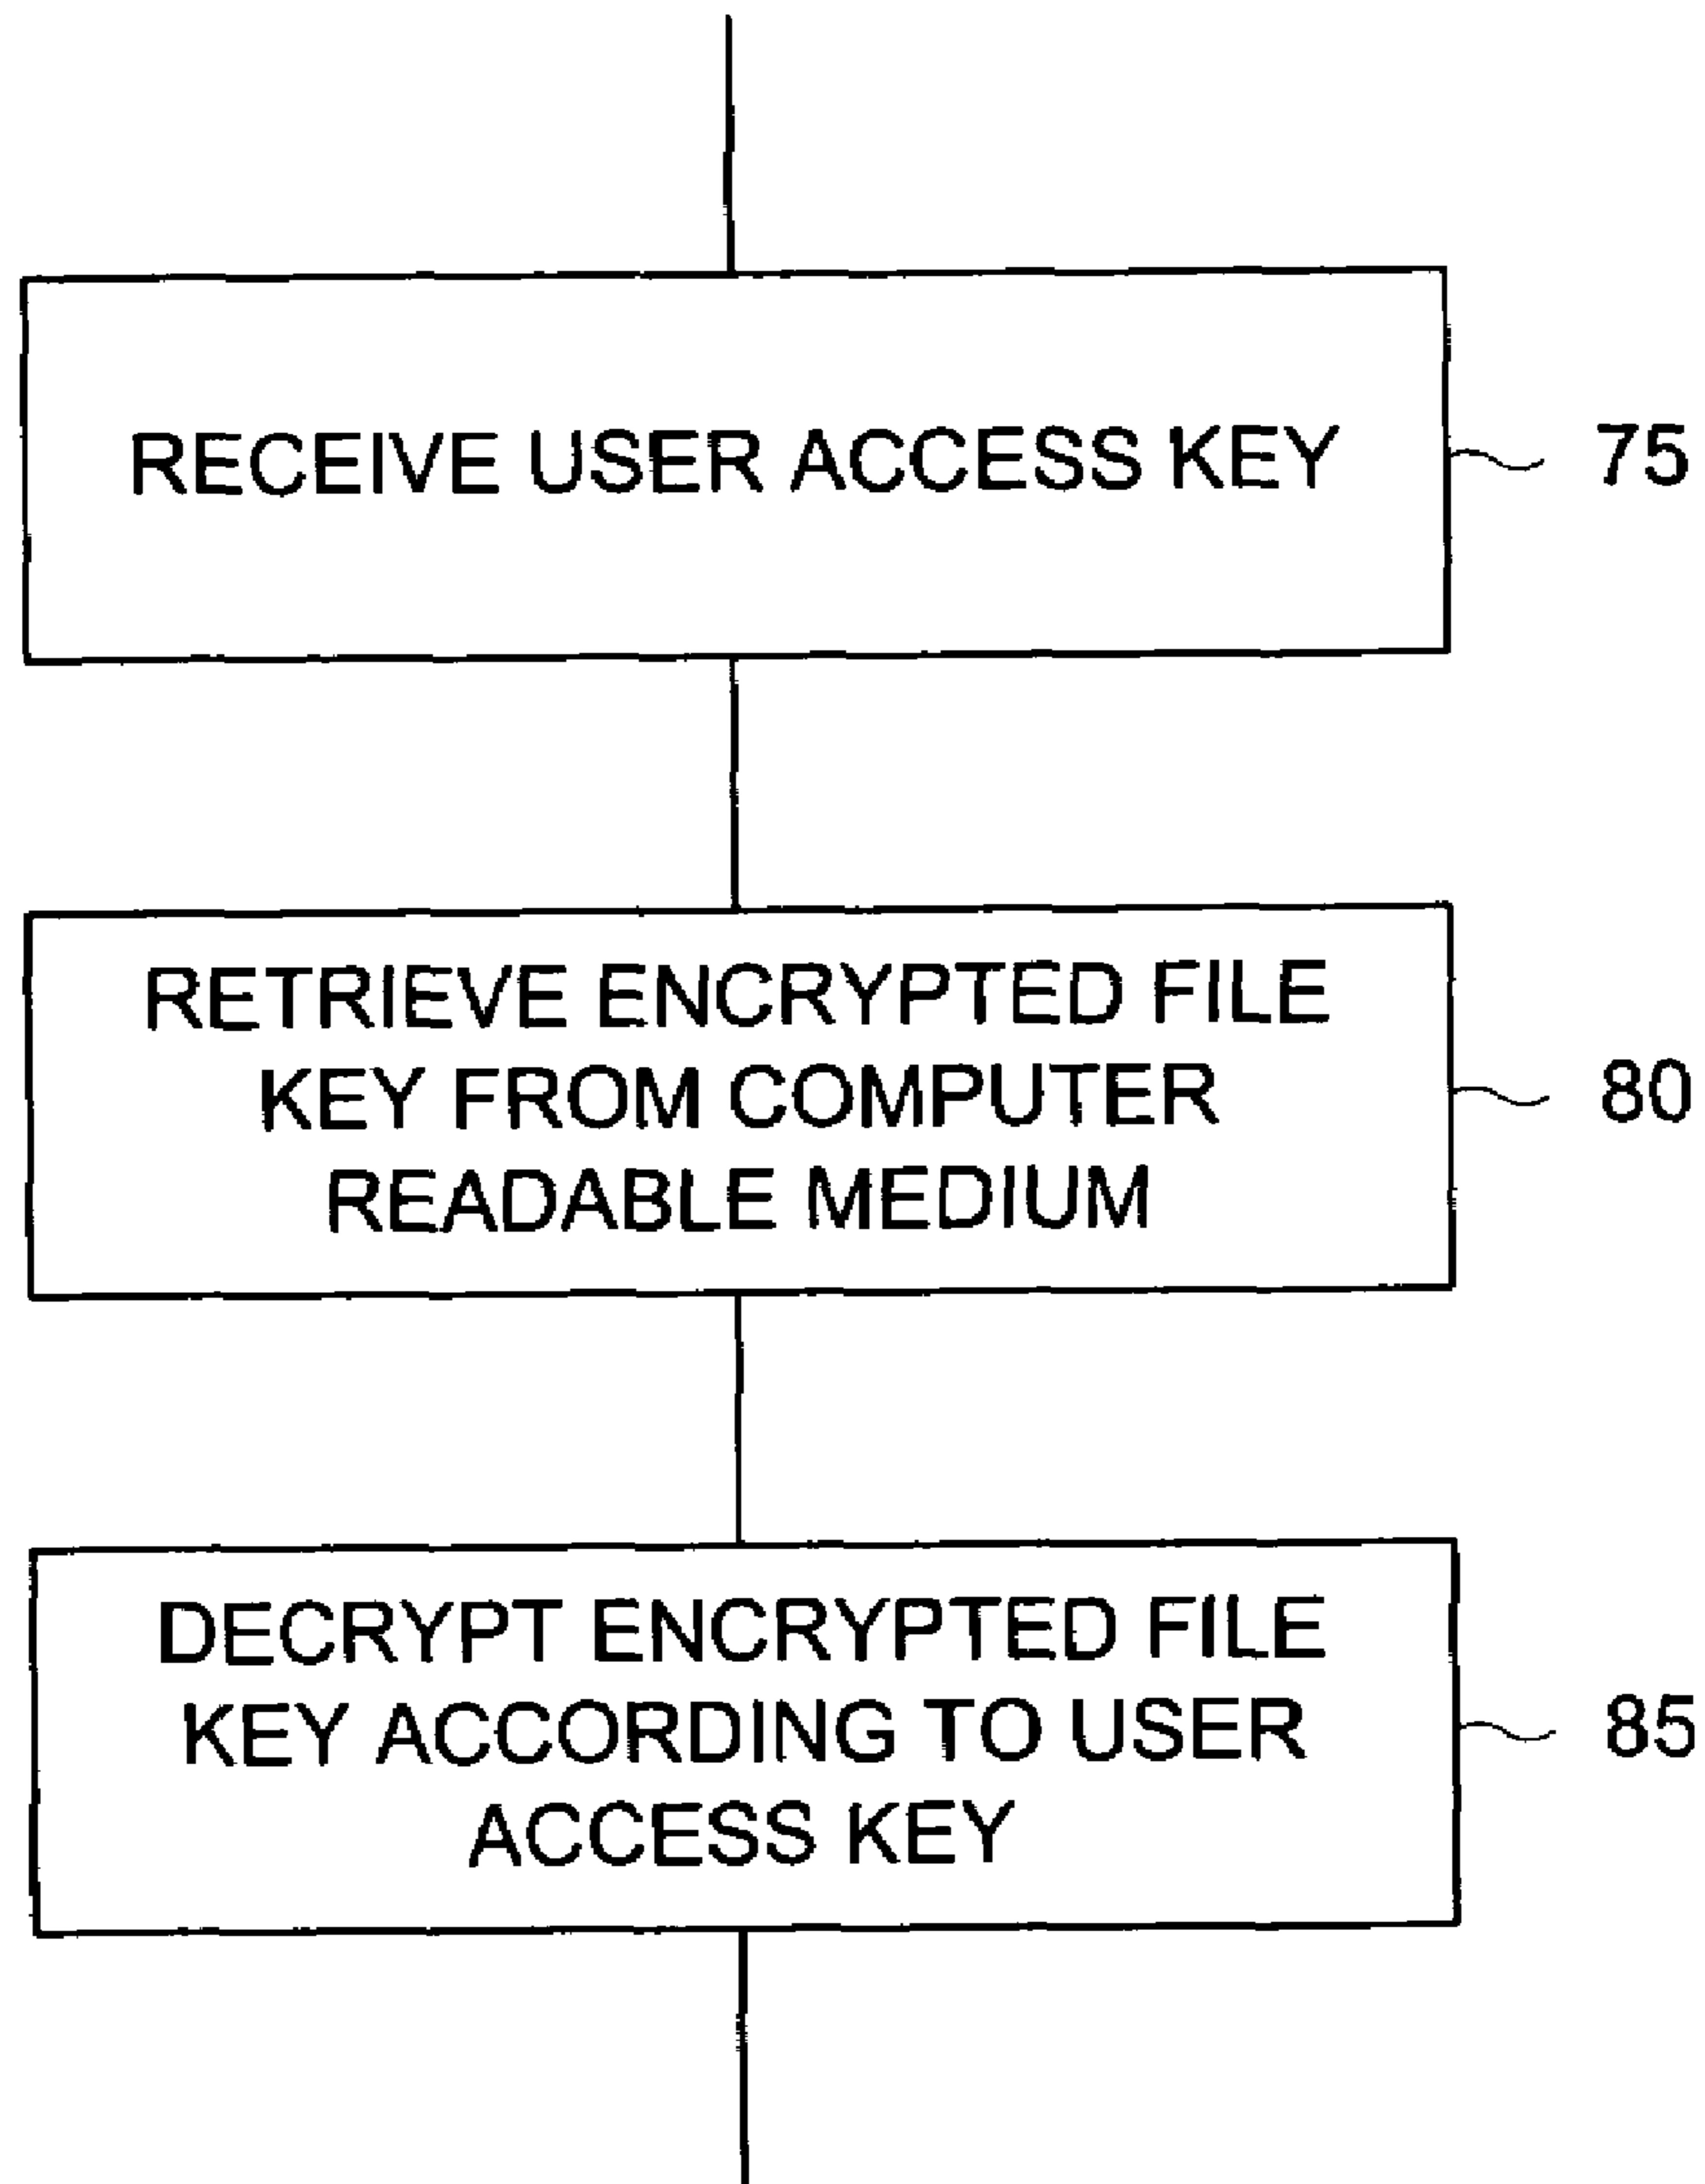 RECEIVE USER ACCESS KEY
75
RETRIEVE ENCRYPTED FILE
KEY FROM COMPUTER
READABLE MEDIUM
80
DECRYPT ENCRYPTED FILE
KEY ACCORDING TO USER
ACCESS KEY
85